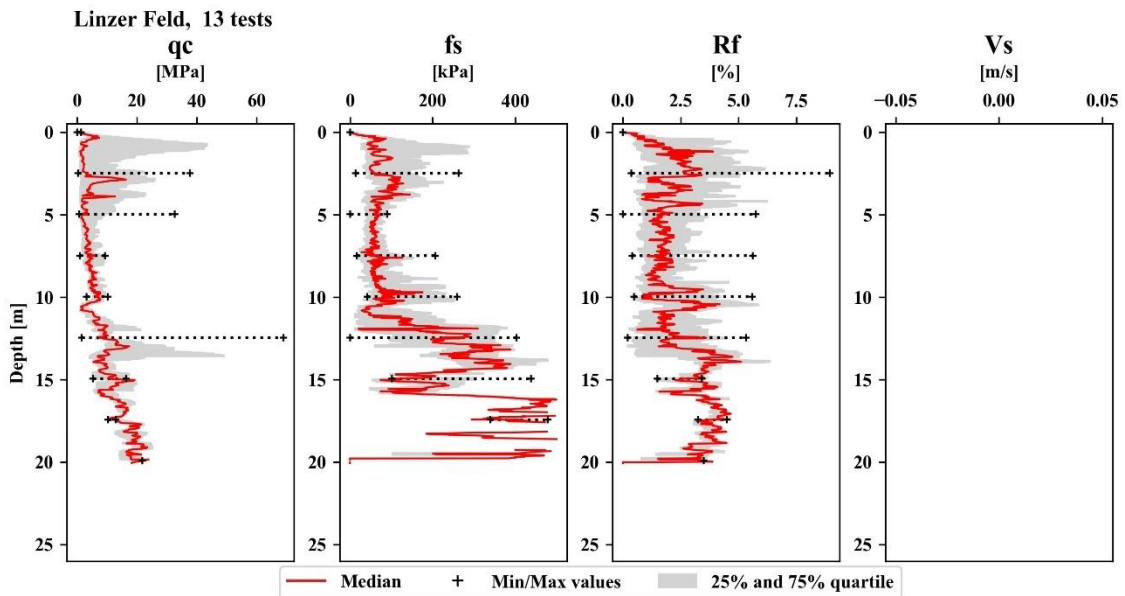 Linzer Feld, 13 tests
qc fs Rf Vs
[MPa] [kPa] [%] [m/s]
0 20 40 60 0 200 400 0.0 2.5 5.0 7.5 −0.05 0.00 0.05
0 0 0 0
5 5 5 5
10 10 10 10
15 15 15 15
20 20 20 20
25 25 25 25
Depth [m]
Median Min/Max values 25% and 75% quartile